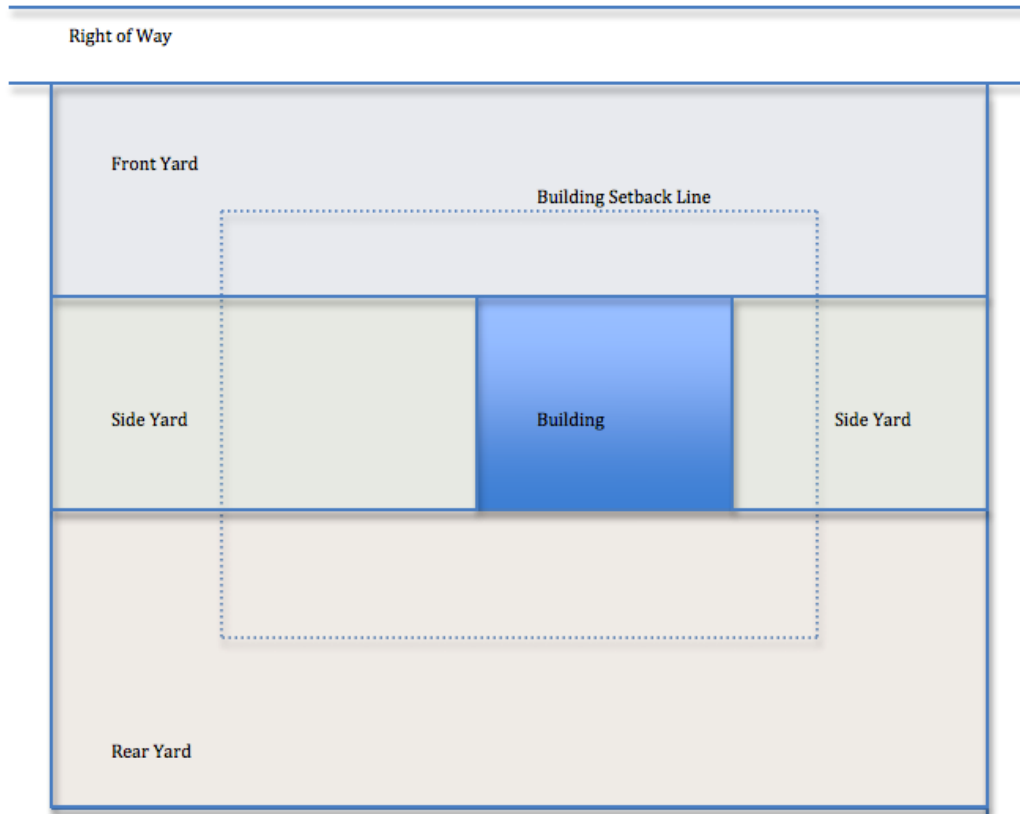 Right of Way
Front Yard
Building Setback Line
Side Yard
Building
Side Yard
Rear Yard